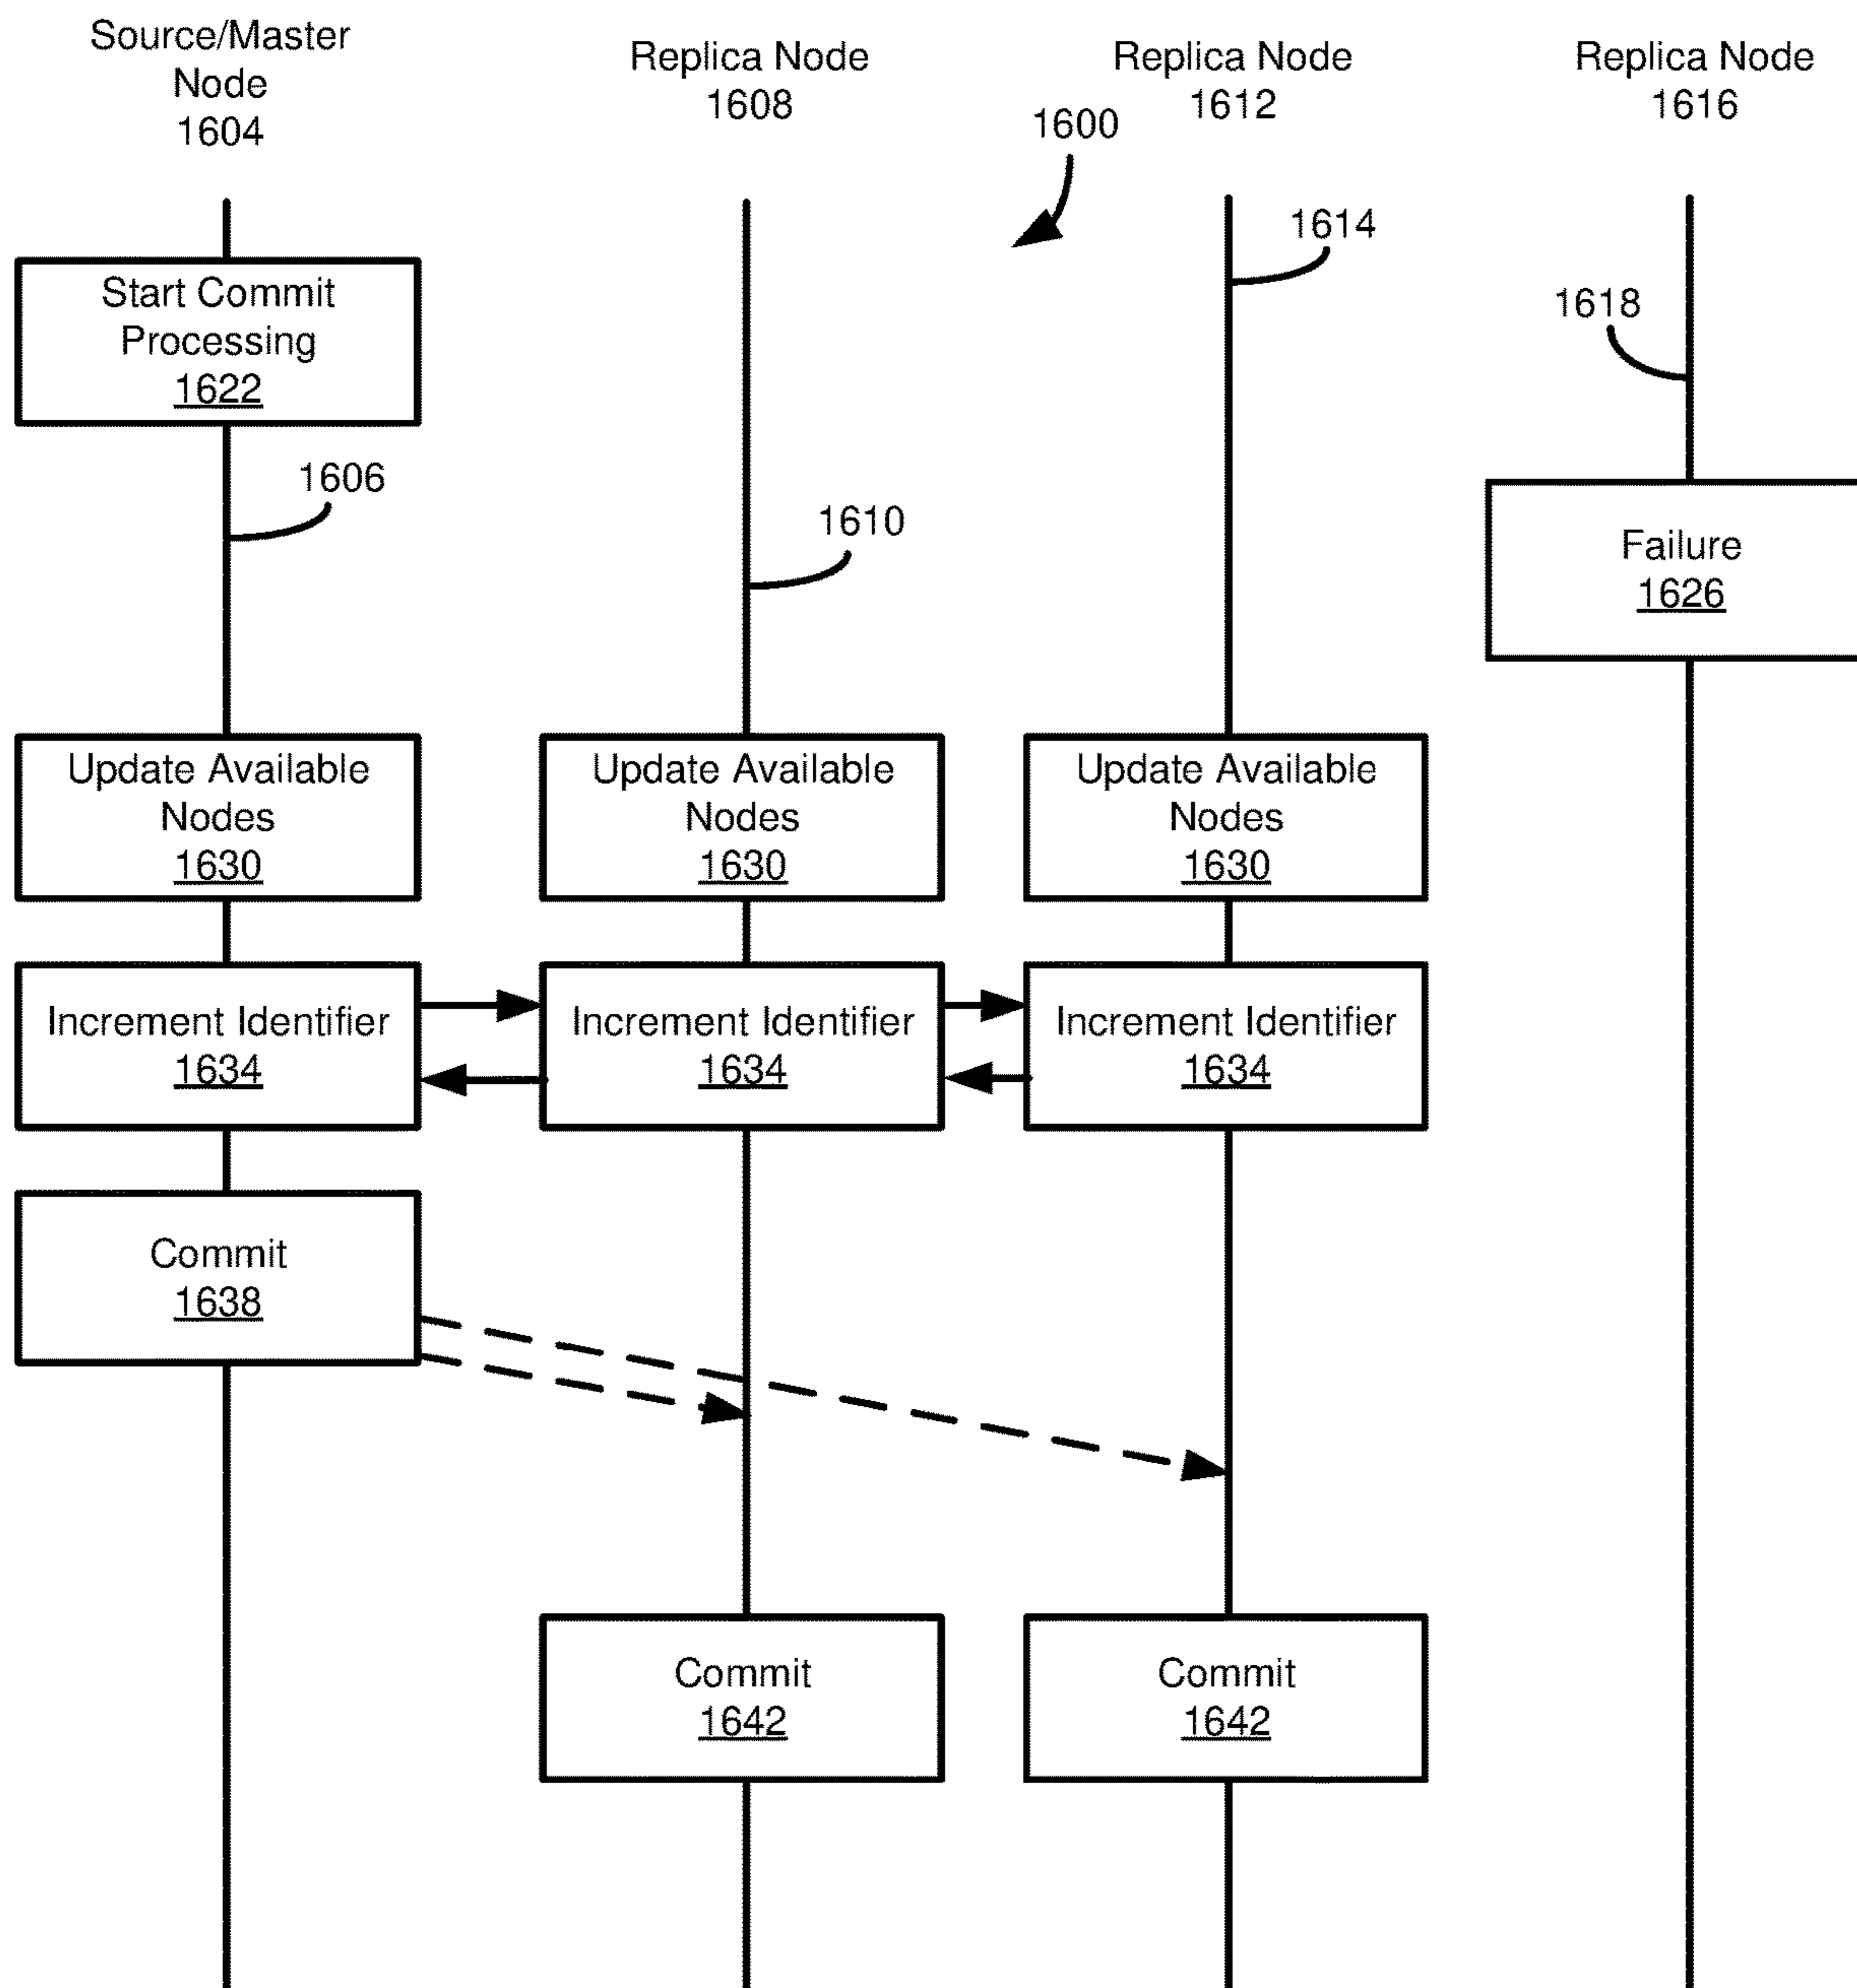 Source/Master
Node
1604
Replica Node
1608
Replica Node
1612
Replica Node
1616
1600
1614
1618
Start Commit
Processing
1622
1606
1610
Failure
1626
Update Available
Nodes
1630
Update Available
Nodes
1630
Update Available
Nodes
1630
Increment Identifier
1634
Increment Identifier
1634
Increment Identifier
1634
Commit
1638
Commit
1642
Commit
1642